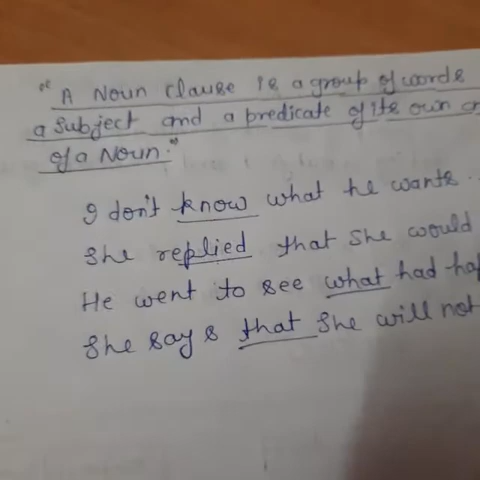 " A Noun clause is a group of words
a subject and a predicate of its own
of a Noun."
I don't know what he wants.
she replied that she would
He went to see what had
she says that she will not